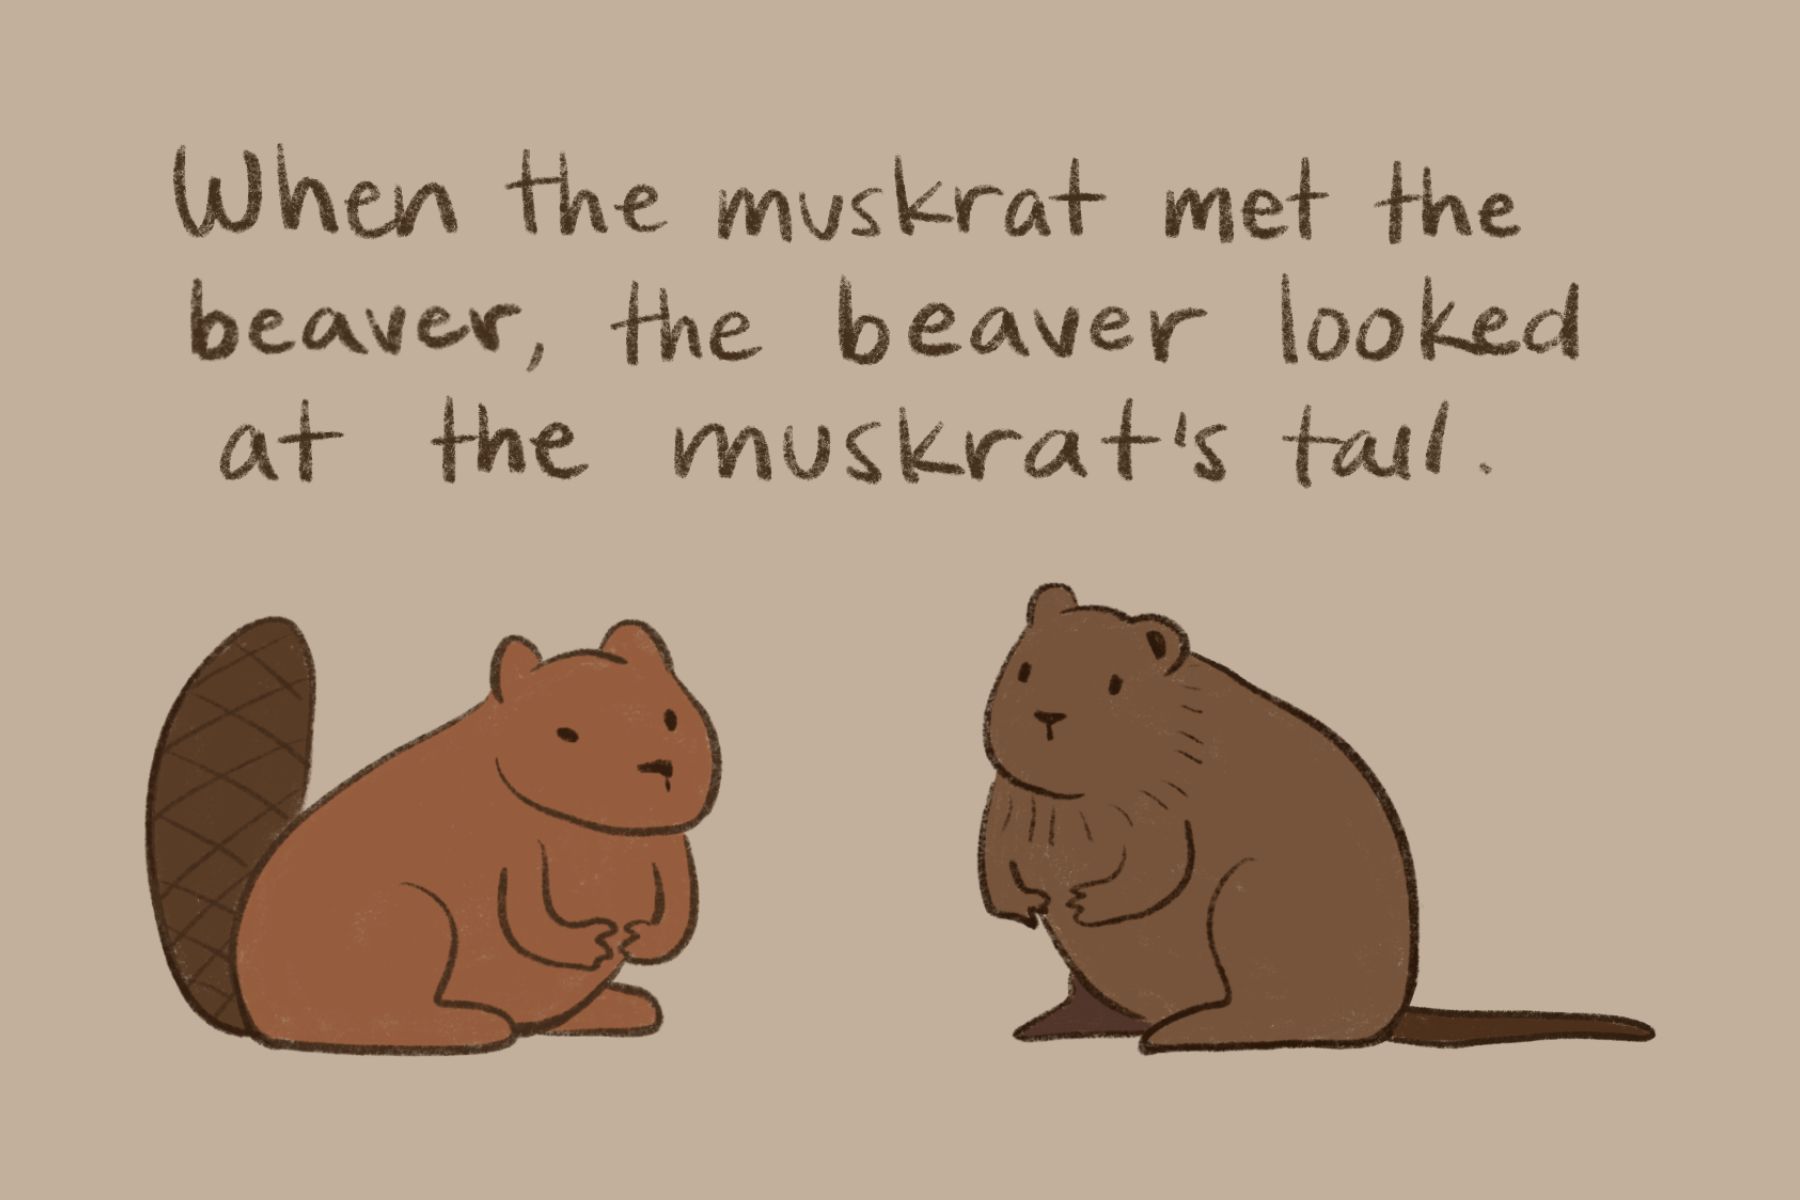 When the muskrat met the
beaver, the beaver looked
at the muskrat's tail.